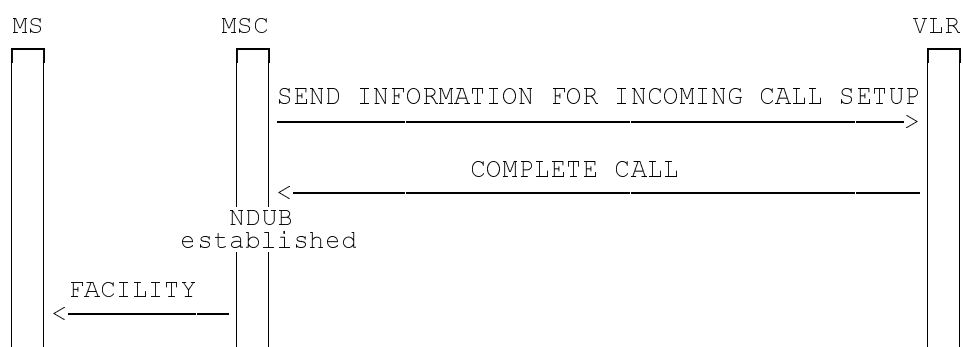 MS MSC VLR
SEND INFORMATION FOR INCOMING CALL SETUP
COMPLETE CALL
NDUB
established
FACILITY